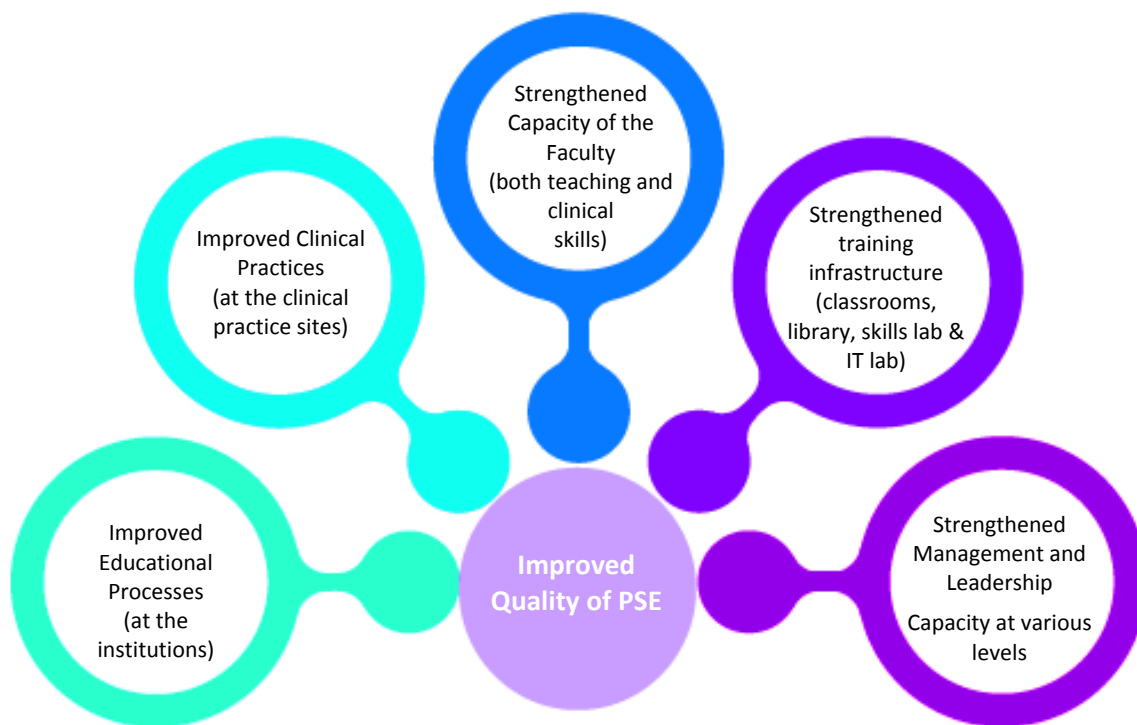 Strengthened
Capacity of the
Faculty
(both teaching and
clinical
skills)
Improved Clinical
Practices
(at the clinical
practice sites)
Strengthened
training
infrastructure
(classrooms,
library, skills lab &
IT lab)
Improved
Educational
Processes
(at the
institutions)
Improved
Quality of PSE
Strengthened
Management and
Leadership
Capacity at various
levels